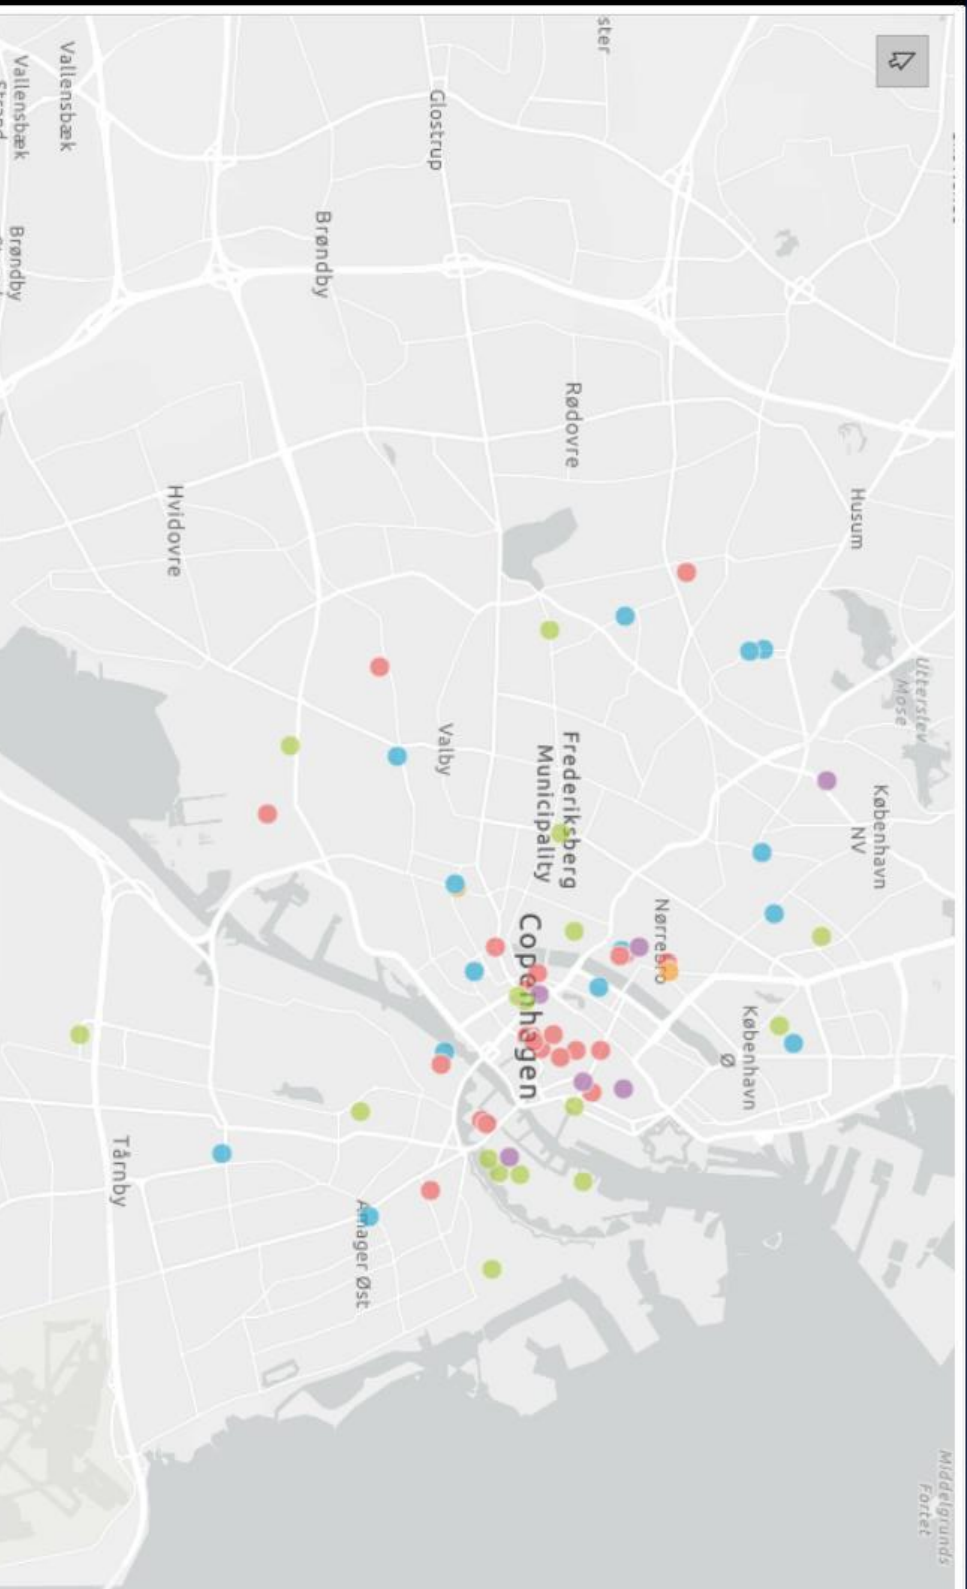 Vallensbæk
Vallensbæk
Brøndby
Glostrup
Brøndby
Rødovre
Husum
Hvidovre
Utterslev
Mose
Valby
Frederiksberg
Municipality
København
NV
Nørrebro
Copenhagen
København
Ø
Tårnby
Amager Øst
Middelgrunds
Fortet